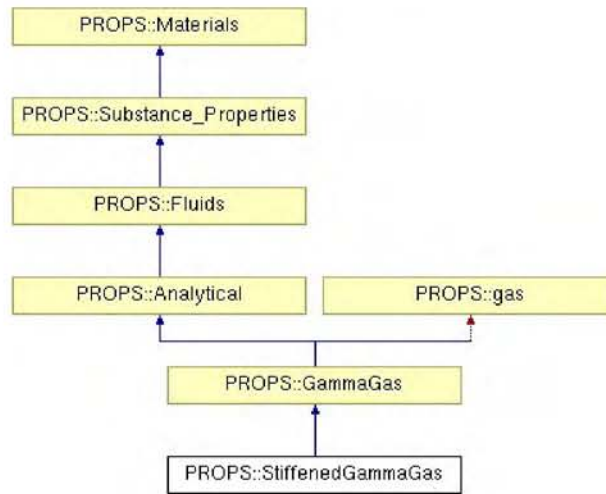 PROPS::Materials
PROPS::Substance_Properties
PROPS::Fluids
PROPS::Analytical
PROPS::gas
PROPS::GammaGas
PROPS::StiffenedGammaGas